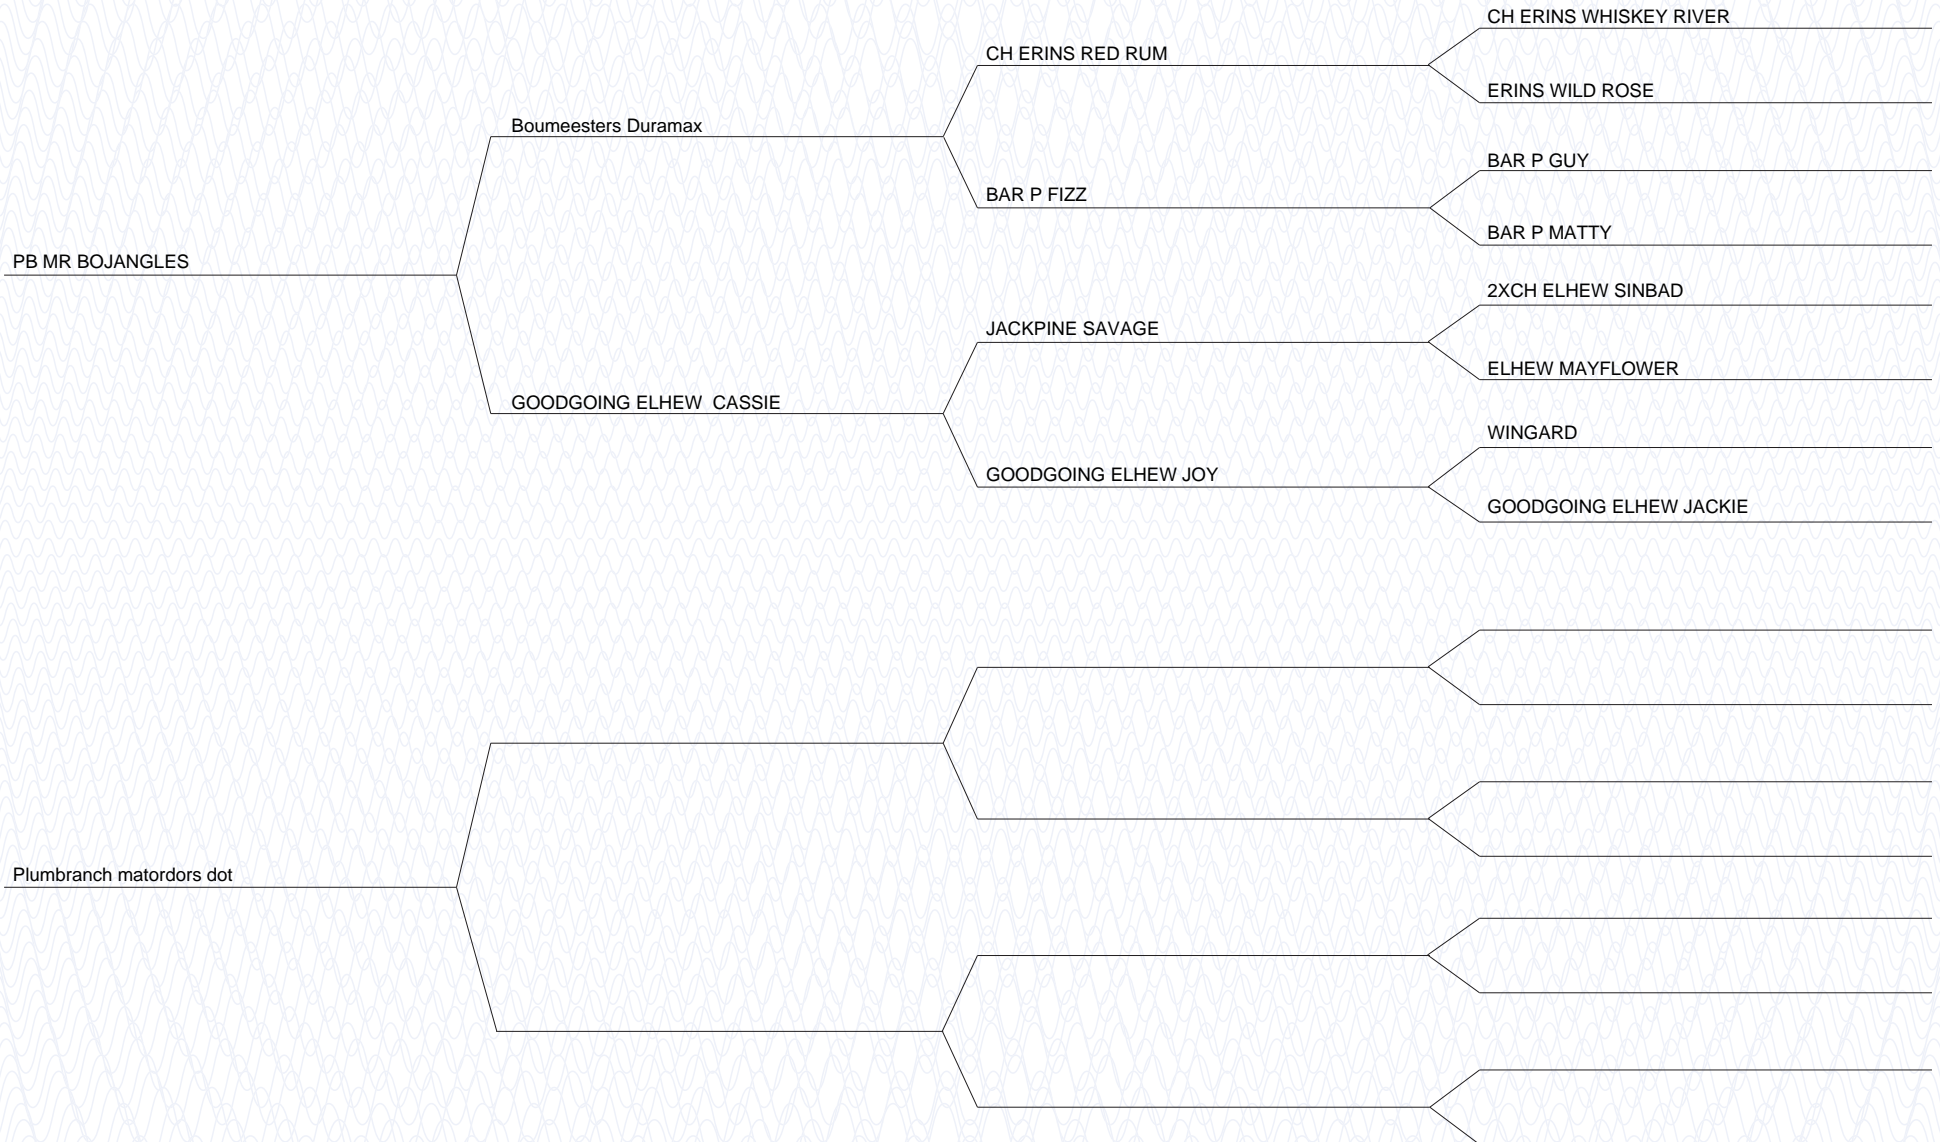 CH ERINS WHISKEY RIVER
CH ERINS RED RUM
ERINS WILD ROSE
Boumeesters Duramax
BAR P GUY
BAR P FIZZ
BAR P MATTY
PB MR BOJANGLES
2XCH ELHEW SINBAD
JACKPINE SAVAGE
ELHEW MAYFLOWER
GOODGOING ELHEW  CASSIE
WINGARD
GOODGOING ELHEW JOY
GOODGOING ELHEW JACKIE
Plumbranch matordors dot